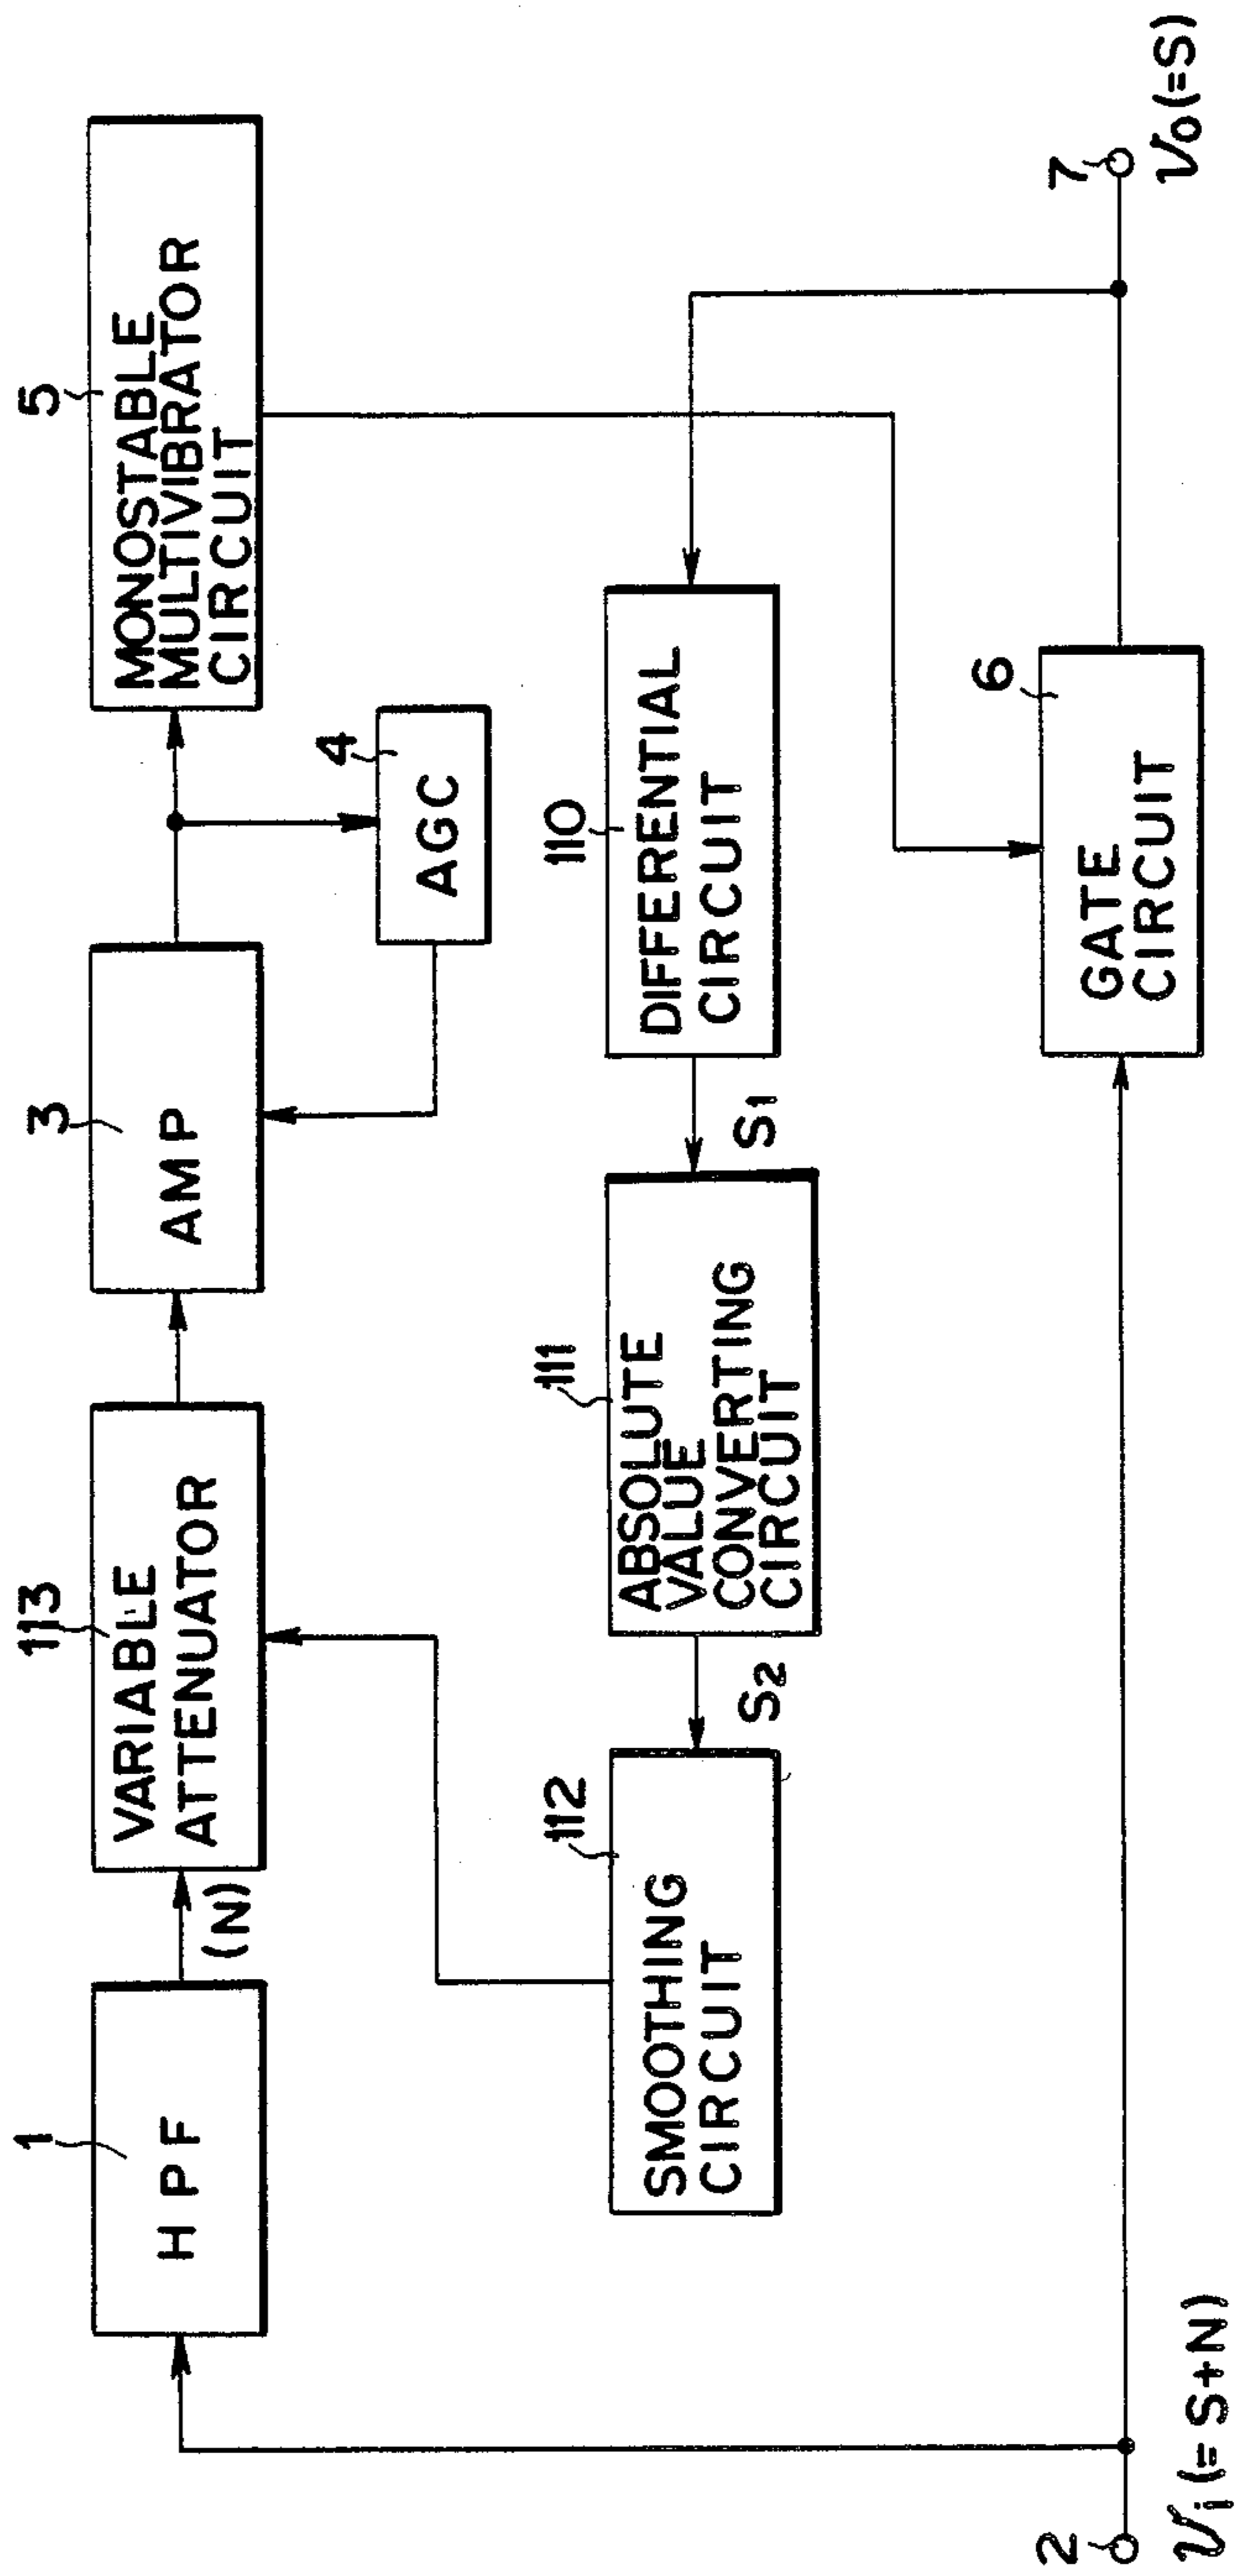 1
HPF
(N)
113
VARIABLE
ATTENUATOR
3
AMP
4
AGC
5
MONOSTABLE
MULTIVIBRATOR
CIRCUIT
112
SMOOTHING
CIRCUIT
S2
111
ABSOLUTE
VALUE
CONVERTING
CIRCUIT
S1
110
DIFFERENTIAL
CIRCUIT
6
GATE
CIRCUIT
2
Vi (= S+N)
7
Vo (=S)